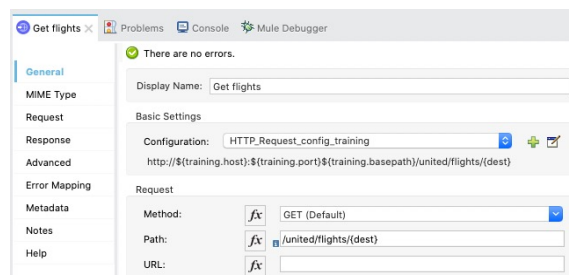 Get flights Problems Console Mule Debugger
There are no errors.
General
Display Name: Get flights
MIME Type
Basic Settings
Request
Configuration: HTTP_Request_config_training
Response
http://${training.host}:${training.port}${training.basepath}/united/flights/{dest}
Advanced
Error Mapping
Request
Metadata
Method: fx GET (Default)
Notes
Path: fx /united/flights/{dest}
Help
URL: fx